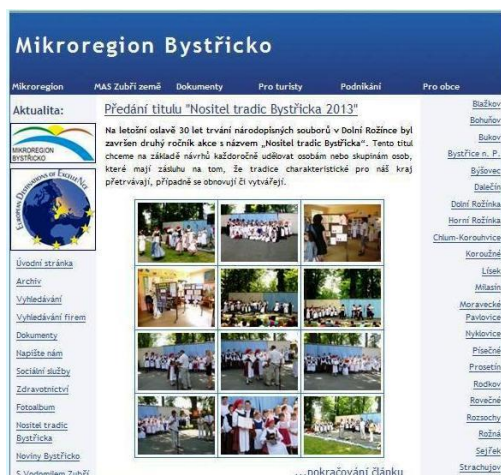 Mikroregion Bystřicko
Mikroregion
MAS Zubří země
Dokumenty
Pro turisty
Podnikání
Pro obce
Aktualita:
MIKROREGION
BYSTŘICKO
EUROPEAN DESTINATIONS OF EXCELLENCE
Úvodní stránka
Archiv
Vyhledávání
Vyhledávání firem
Dokumenty
Napište nám
Sociální služby
Zdravotnictví
Fotoalbum
Nositel tradic
Bystřicka
Noviny Bystřicko
S Vodomilem Zubří
Předání titulu "Nositel tradic Bystřicka 2013"
Na letošní oslavě 30 let trvání národopisných souborů v Dolní Rožínce byl
završen druhý ročník akce s názvem „Nositel tradic Bystřicka“. Tento titul
chceme na základě návrhů každoročně udělovat osobám nebo skupinám osob,
které mají zásluhu na tom, že tradice charakteristické pro náš kraj
přetrvávají, případně se obnovují či vytvářejí.
...pokračování článku
Blažkov
Bohuňov
Bukov
Bystřice n. P.
Býšovec
Dalečín
Dolní Rožínka
Horní Rožínka
Chlum-Korouhvice
Koroužné
Lísek
Milasín
Moravecké
Pavlovice
Nyklovice
Písečné
Prosetín
Rodkov
Rovečné
Rozsochy
Rožná
Sejřek
Strachujov